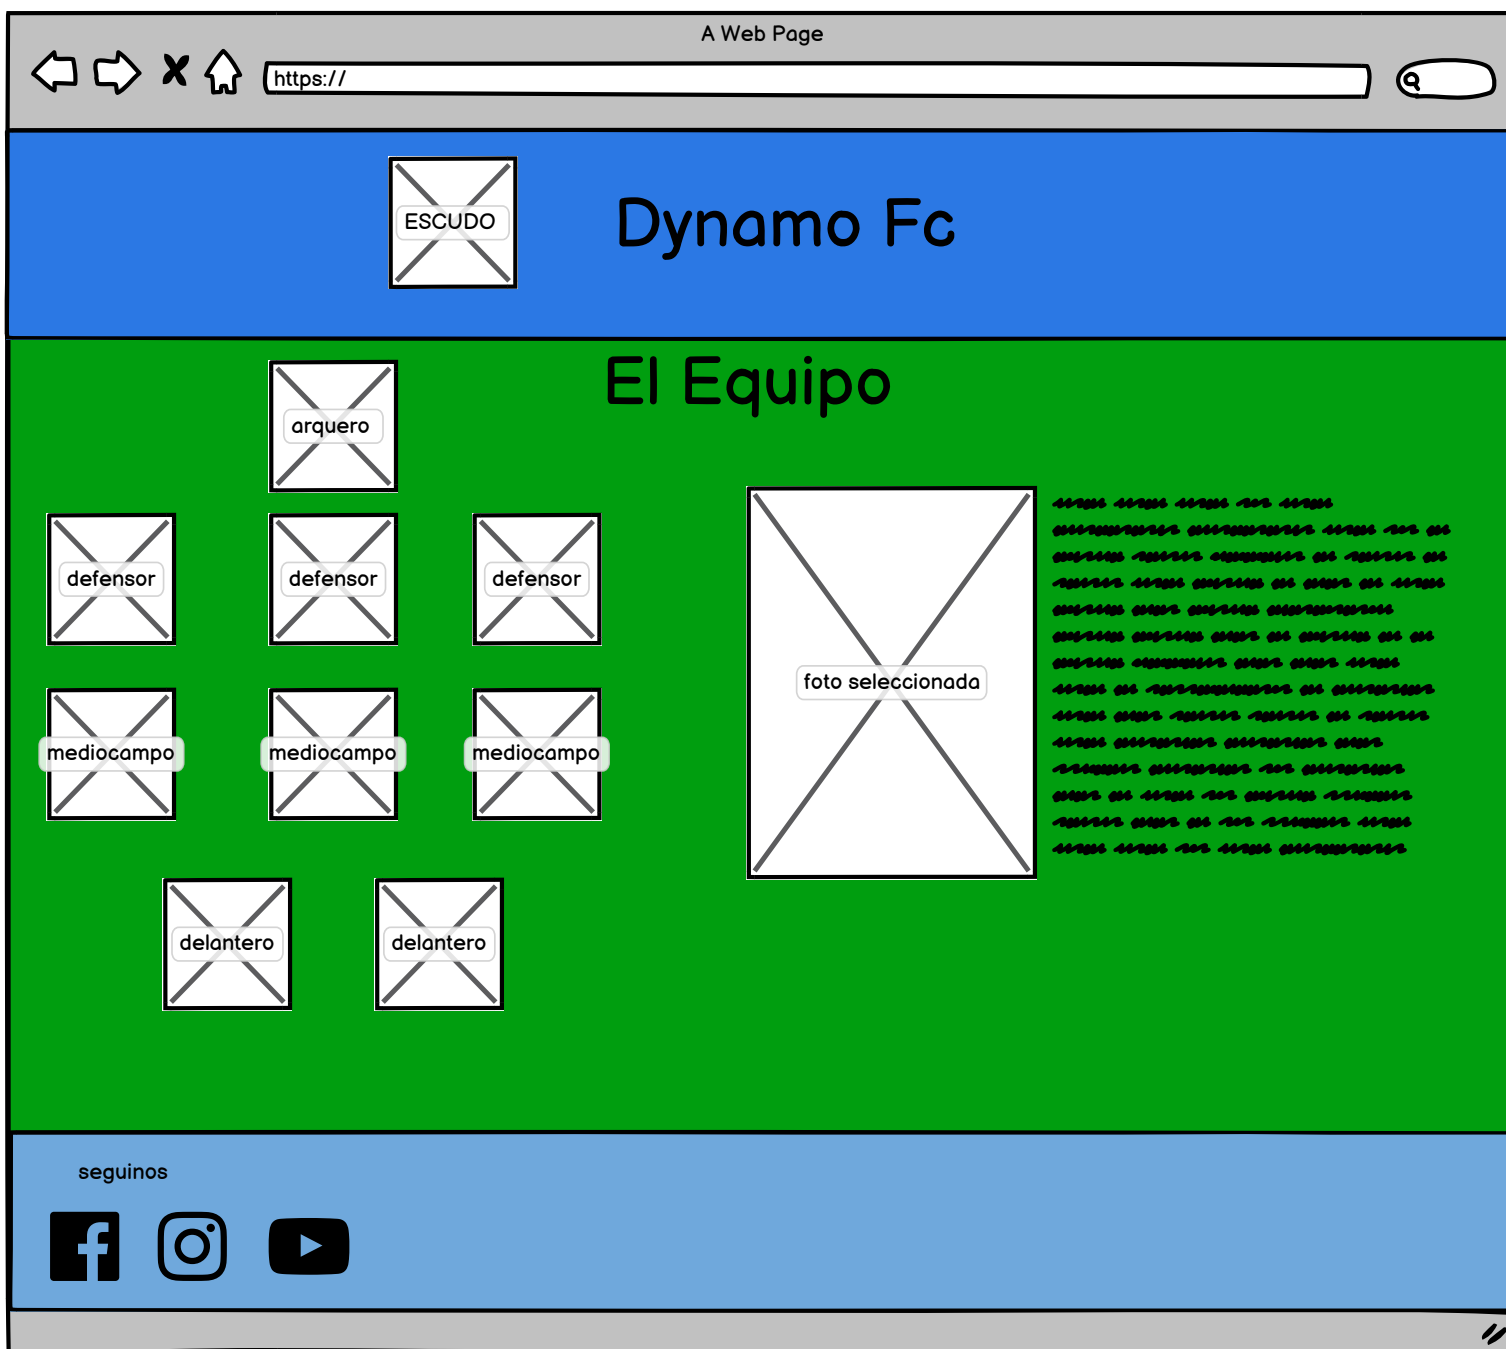 A Web Page
https://
ESCUDO
Dynamo Fc
El Equipo
arquero
defensor defensor defensor
foto seleccionada
mediocampo mediocampo mediocampo
delantero delantero
seguinos